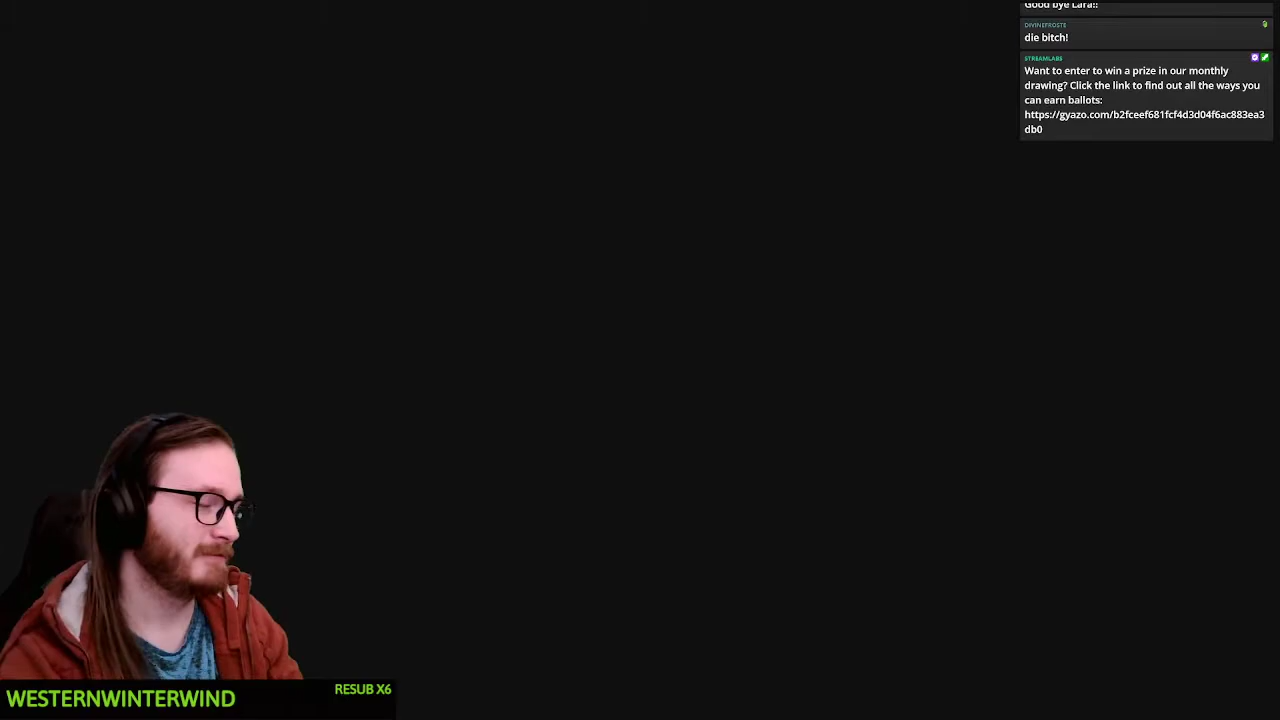 Good bye Lara!!
DIVINEFROSTE
die bitch!
STREAMLABS
Want to enter to win a prize in our monthly
drawing? Click the link to find out all the ways you
can earn ballots:
https://gyazo.com/b2fceef681fcf4d3d04f6ac883ea3
db0
WESTERNWINTERWIND
RESUB X6